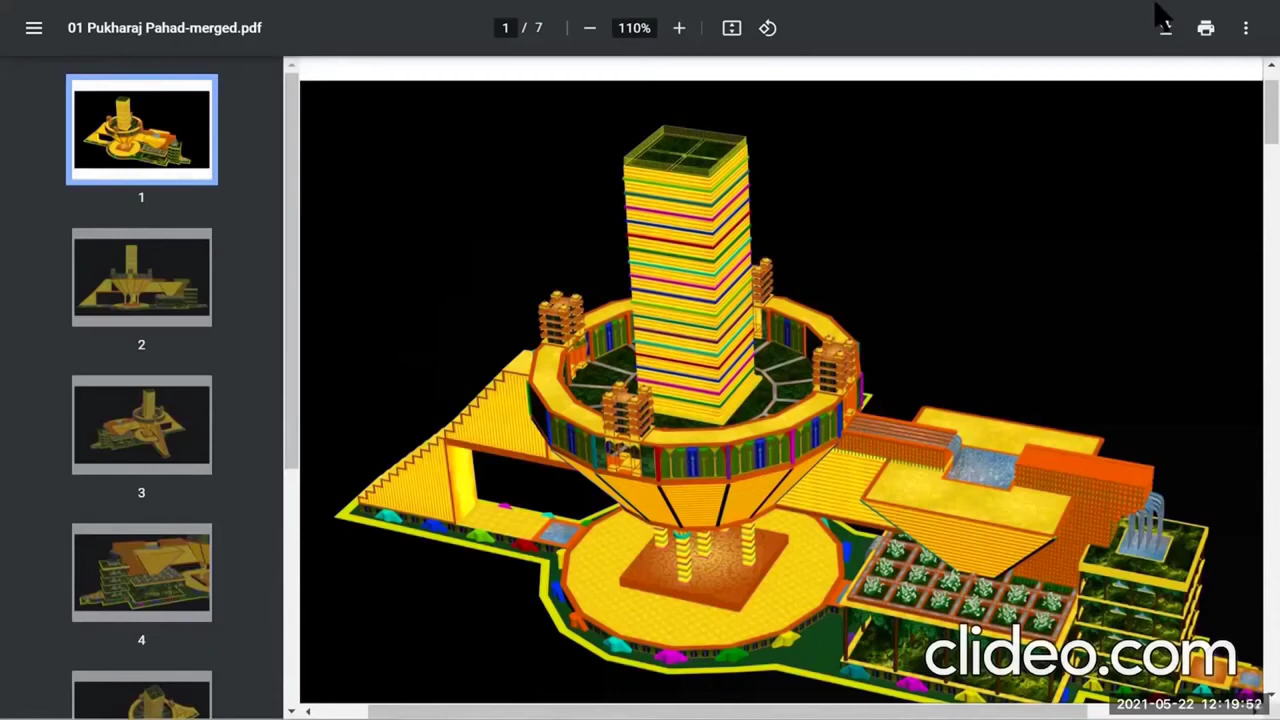 01 Pukharaj Pahad-merged.pdf
1 / 7
110%
1
2
3
4
clideo.com
2021-05-22 12:19:52